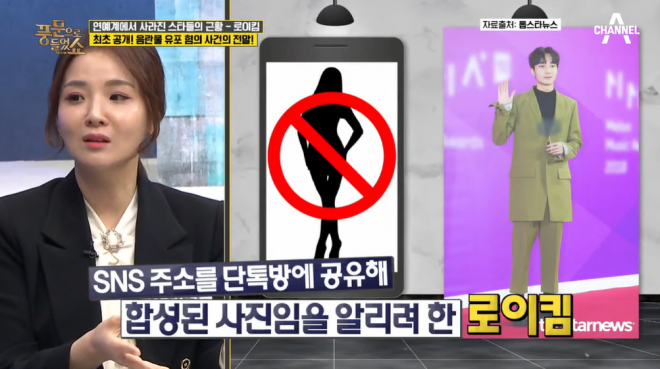 풍문으로
들었쇼
연예계에서 사라진 스타들의 근황 - 로이킴
최초 공개! 음란물 유포 혐의 사건의 전말!
자료출처: 톱스타뉴스
CHANNEL A
Music
2018
SNS 주소를 단톡방에 공유해
합성된 사진임을 알리려 한 로이킴
starnews